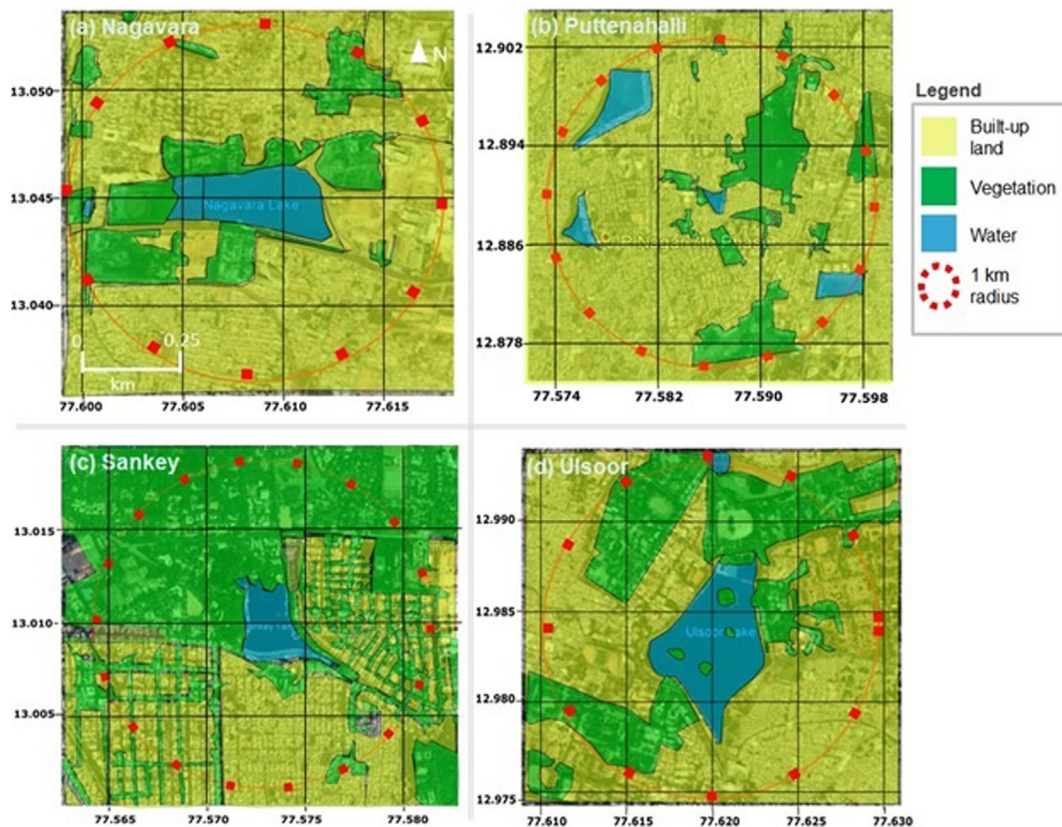 (a) Nagavara
N
13.050
13.045
13.040
Nagavara Lake
0 0.25
km
77.600 77.605 77.610 77.615
(b) Puttenahalli
12.902
12.894
12.886
12.878
77.574 77.582 77.590 77.598
Legend
Built-up
land
Vegetation
Water
1 km
radius
(c) Sankey
13.015
13.010
13.005
77.565 77.570 77.575 77.580
(d) Ulsoor
12.990
12.985
12.980
12.975
Ulsoor Lake
77.610 77.615 77.620 77.625 77.630